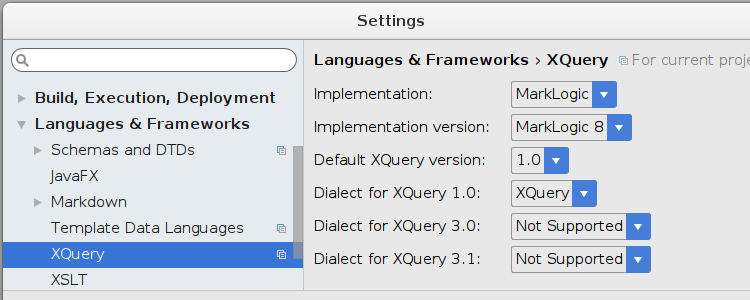 Settings
Build, Execution, Deployment
Languages & Frameworks
Schemas and DTDs
JavaFX
Markdown
Template Data Languages
XQuery
XSLT
Languages & Frameworks › XQuery For current proje
Implementation: MarkLogic
Implementation version: MarkLogic 8
Default XQuery version: 1.0
Dialect for XQuery 1.0: XQuery
Dialect for XQuery 3.0: Not Supported
Dialect for XQuery 3.1: Not Supported